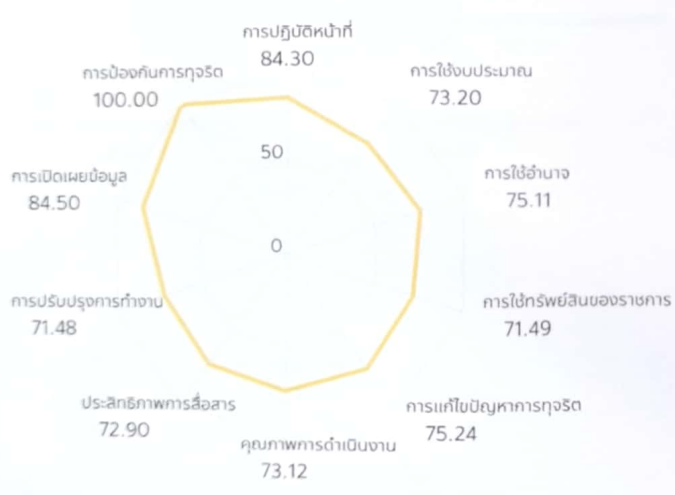 การปฏิบัติหน้าที่
84.30
การป้องกันการทุจริต
100.00
การใช้งบประมาณ
73.20
50
การเปิดเผยข้อมูล
84.50
การใช้อำนาจ
75.11
0
การปรับปรุงการทำงาน
71.48
การใช้ทรัพย์สินของราชการ
71.49
ประสิทธิภาพการสื่อสาร
72.90
การแก้ไขปัญหาการทุจริต
75.24
คุณภาพการดำเนินงาน
73.12